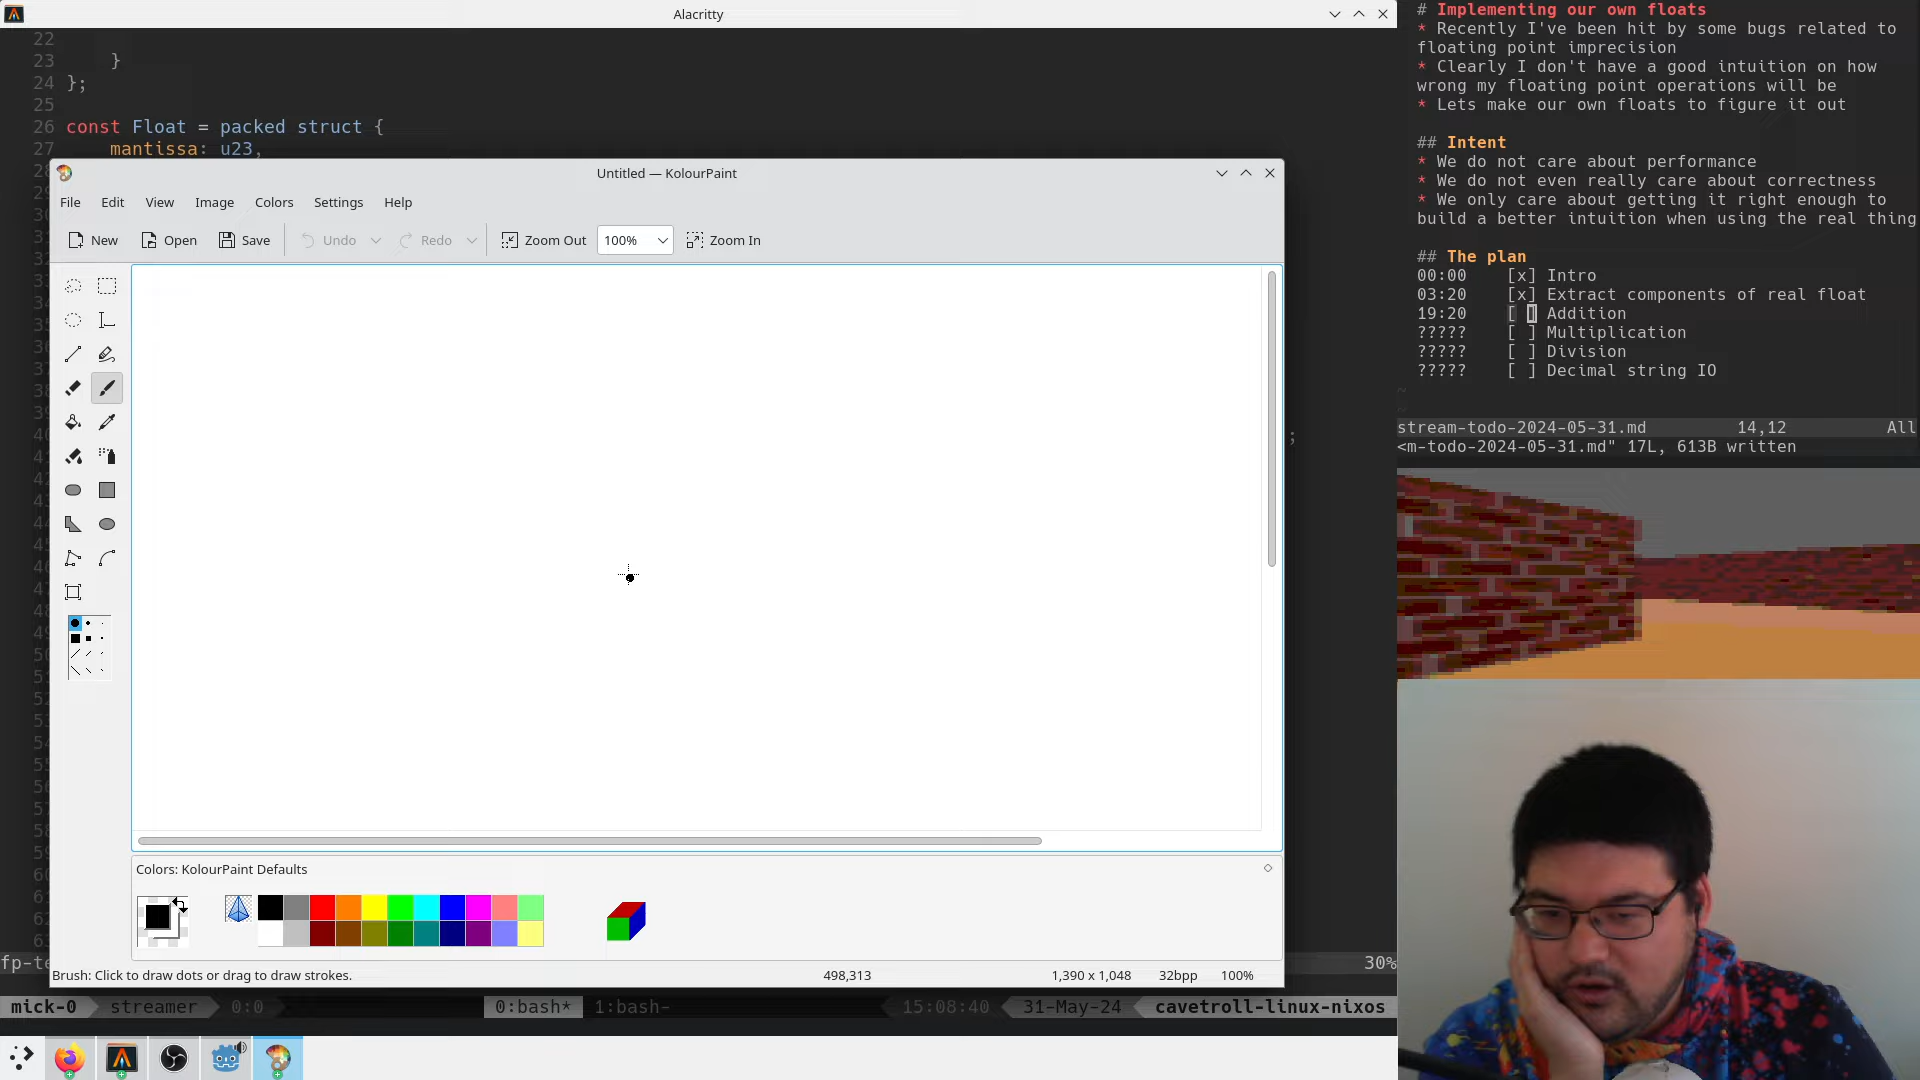 Alacritty
22
23 }
24 };
25
26 const Float = packed struct {
27 mantissa: u23,
Untitled — KolourPaint
File Edit View Image Colors Settings Help
New Open Save Undo Redo Zoom Out 100% Zoom In
;
Colors: KolourPaint Defaults
Brush: Click to draw dots or drag to draw strokes. 498,313 1,390 x 1,048 32bpp 100%
30%
mick-0 streamer 0:0 0:bash* 1:bash- 15:08:40 31-May-24 cavetroll-linux-nixos
# Implementing our own floats
* Recently I've been hit by some bugs related to
floating point imprecision
* Clearly I don't have a good intuition on how
wrong my floating point operations will be
* Lets make our own floats to figure it out
## Intent
* We do not care about performance
* We do not even really care about correctness
* We only care about getting it right enough to
build a better intuition when using the real thing
## The plan
00:00 [x] Intro
03:20 [x] Extract components of real float
19:20 [ ] Addition
????? [ ] Multiplication
????? [ ] Division
????? [ ] Decimal string IO
~
~
stream-todo-2024-05-31.md 14,12 All
<m-todo-2024-05-31.md" 17L, 613B written